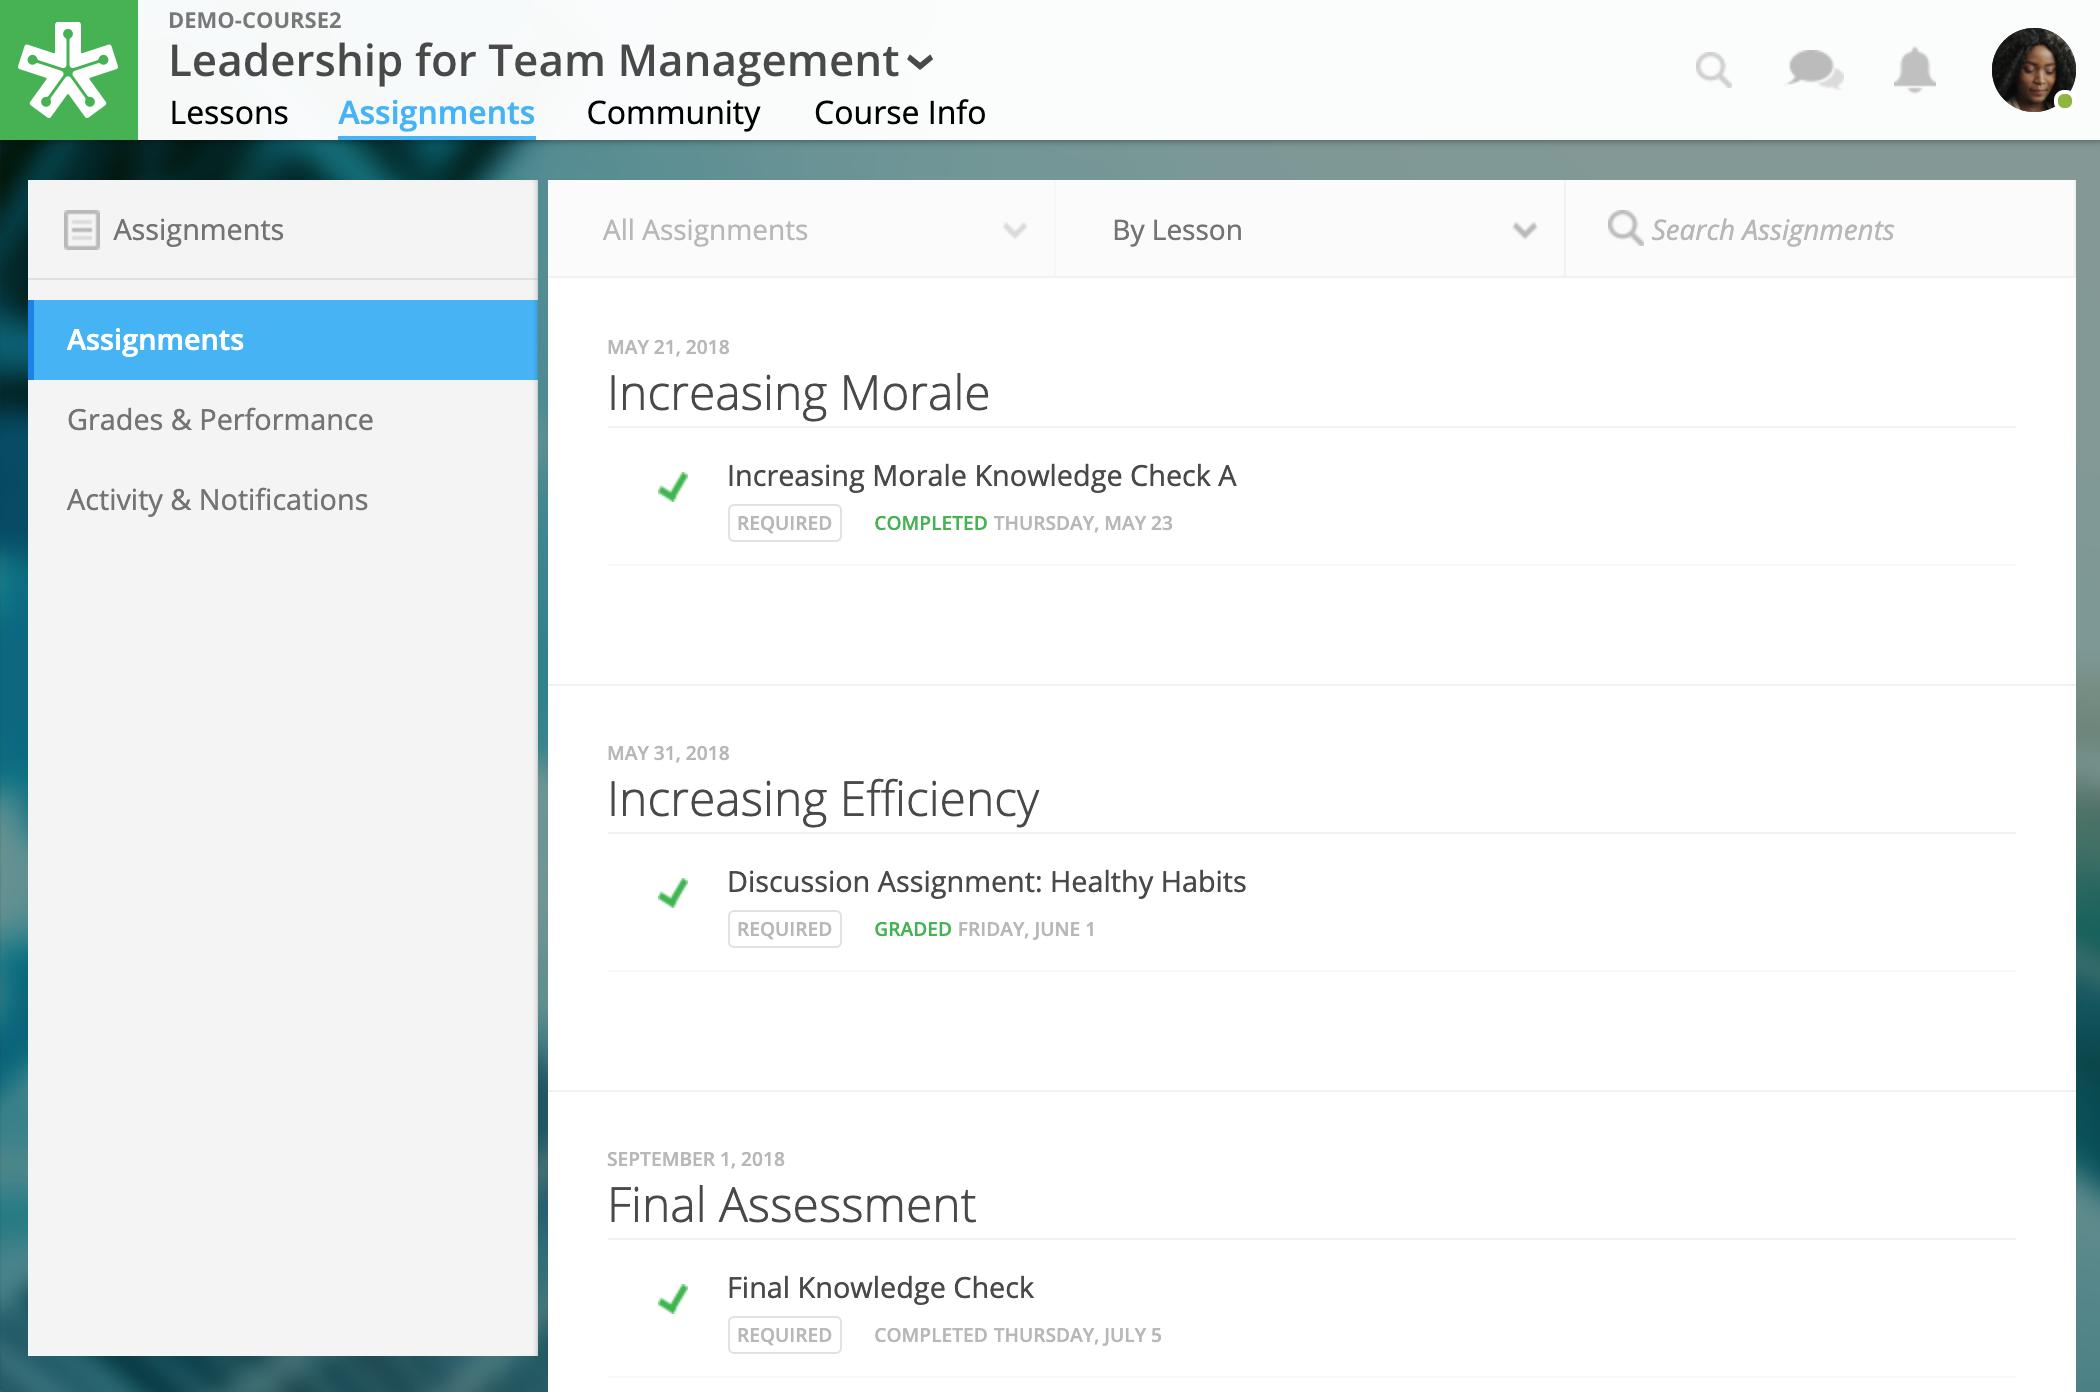 DEMO-COURSE2
Leadership for Team Management
Lessons Assignments Community Course Info
Assignments
Assignments
Grades & Performance
Activity & Notifications
All Assignments By Lesson Search Assignments
MAY 21, 2018
Increasing Morale
Increasing Morale Knowledge Check A
REQUIRED COMPLETED THURSDAY, MAY 23
MAY 31, 2018
Increasing Efficiency
Discussion Assignment: Healthy Habits
REQUIRED GRADED FRIDAY, JUNE 1
SEPTEMBER 1, 2018
Final Assessment
Final Knowledge Check
REQUIRED COMPLETED THURSDAY, JULY 5